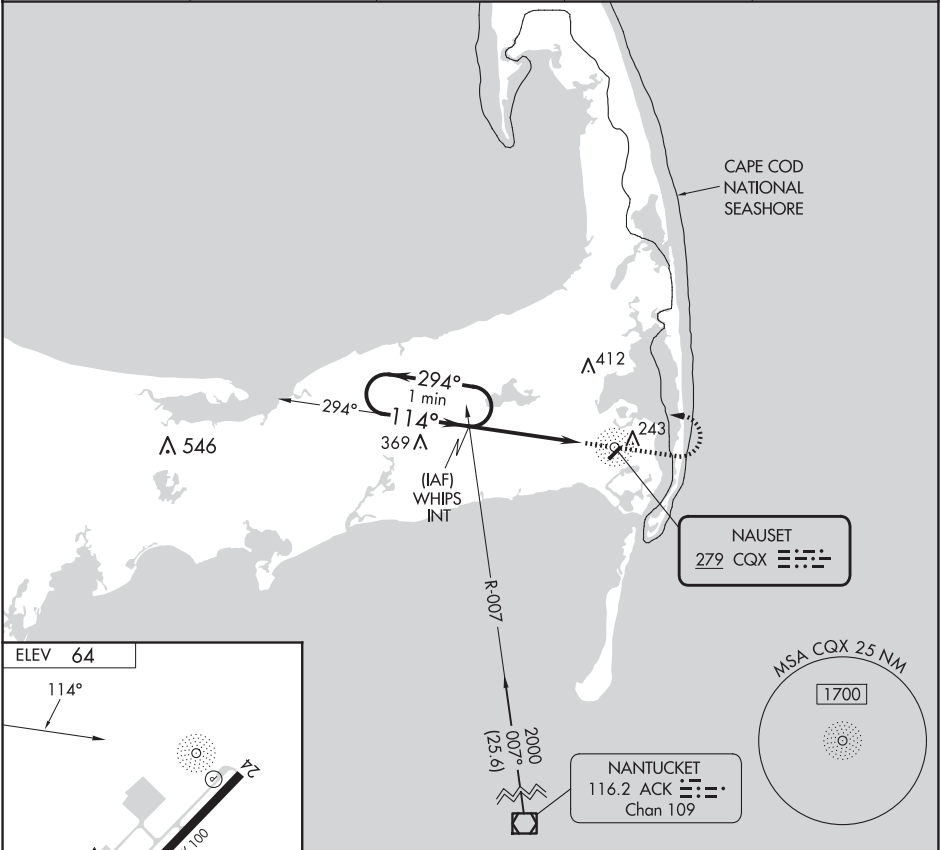 CAPE COD
NATIONAL
SEASHORE
412
294°
1 min
294°
114°
546
369
243
(IAF)
WHIPS
INT
NAUSET
279 CQX
R-007
ELEV 64
114°
MSA CQX 25 NM
1700
2000
007°
(25.6)
NANTUCKET
116.2 ACK
Chan 109
P
24
100